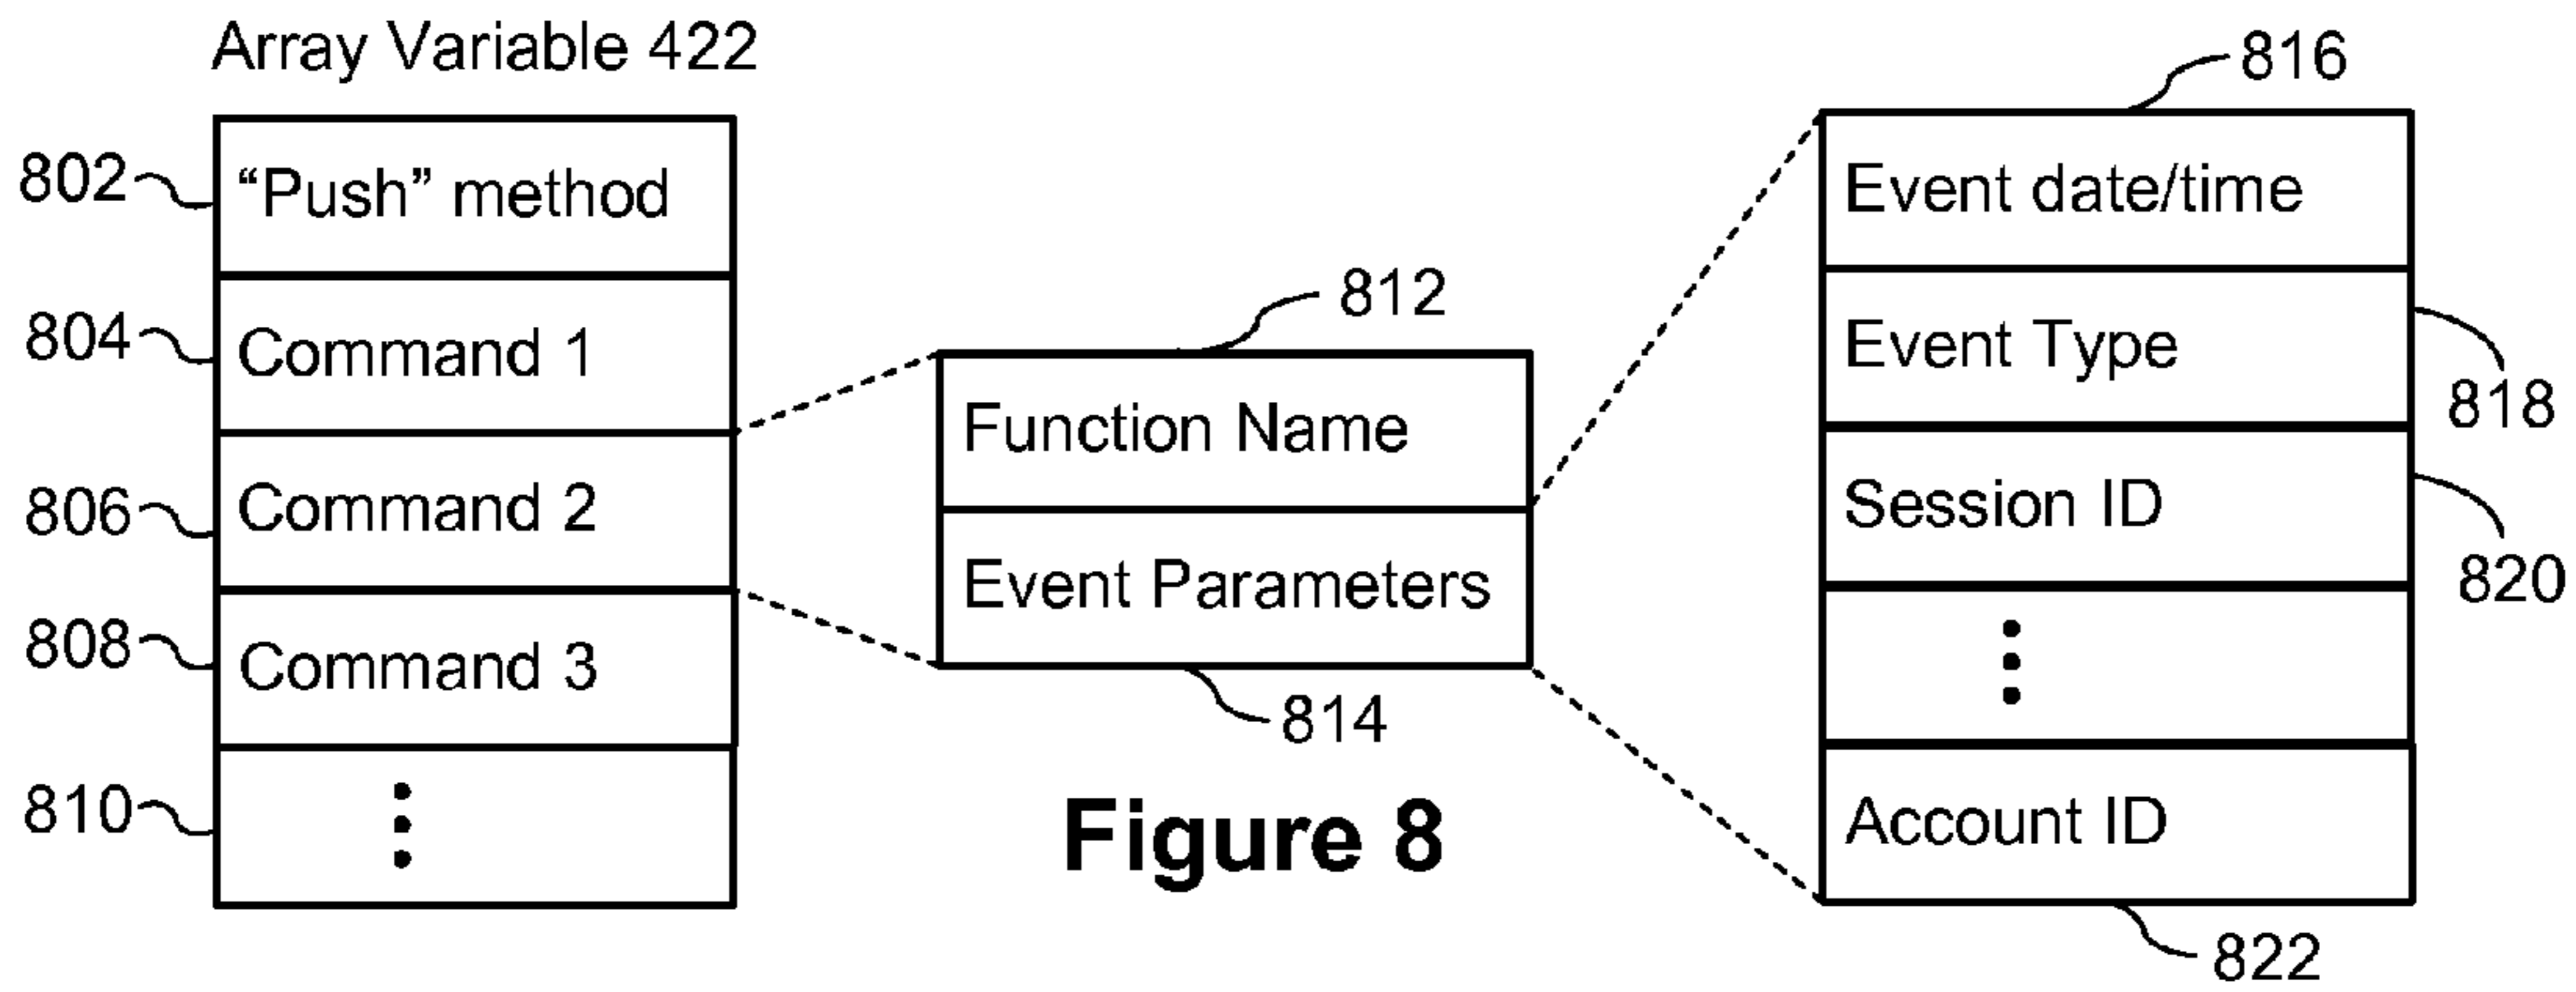 Array Variable 422
802
“Push” method
804
Command 1
806
Command 2
808
Command 3
810
812
Function Name
Event Parameters
814
816
Event date/time
Event Type
818
Session ID
820
Account ID
822
Figure 8